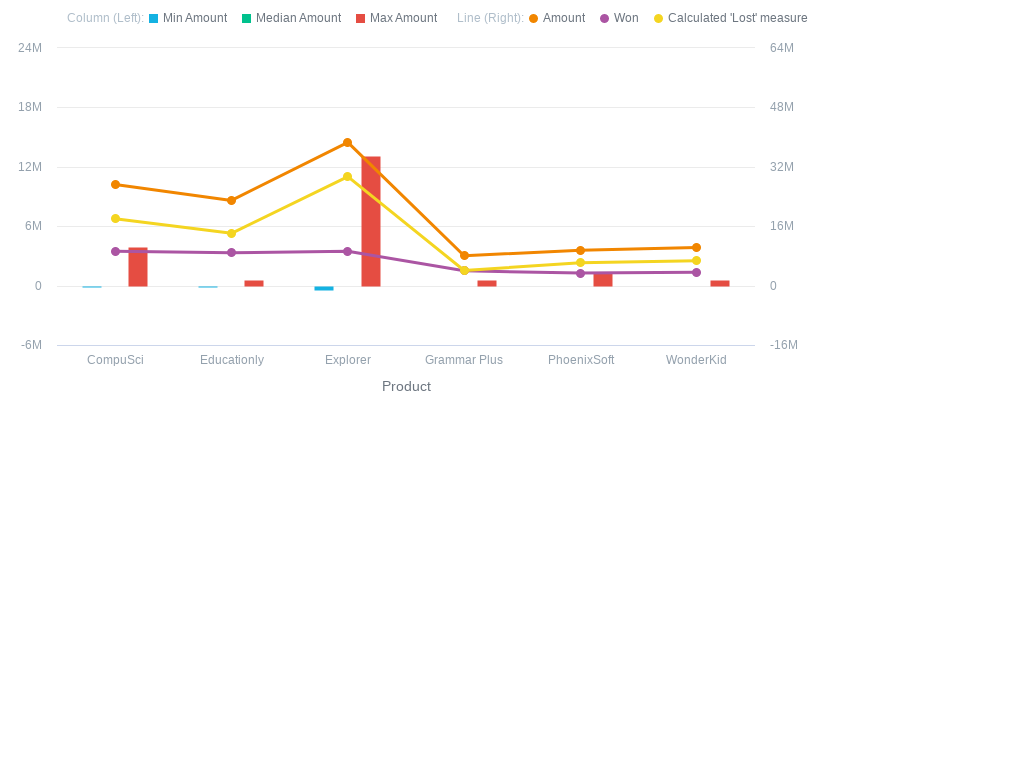 Column (Left): Min Amount Median Amount Max Amount Line (Right): Amount Won Calculated 'Lost' measure
24M 64M
18M 48M
12M 32M
6M 16M
0 0
-6M -16M
CompuSci Educationly Explorer Grammar Plus PhoenixSoft WonderKid
Product